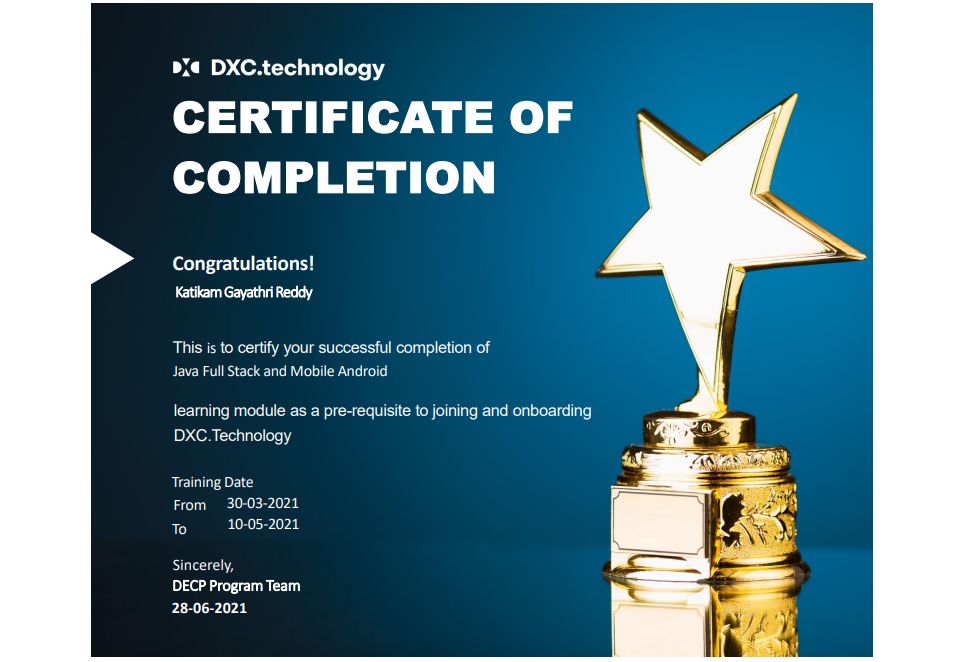 DXC.technology
CERTIFICATE OF
COMPLETION
Congratulations!
Katikam Gayathri Reddy
This is to certify your successful completion of
Java Full Stack and Mobile Android
learning module as a pre-requisite to joining and onboarding
DXC.Technology
Training Date
From 30-03-2021
To 10-05-2021
Sincerely,
DECP Program Team
28-06-2021